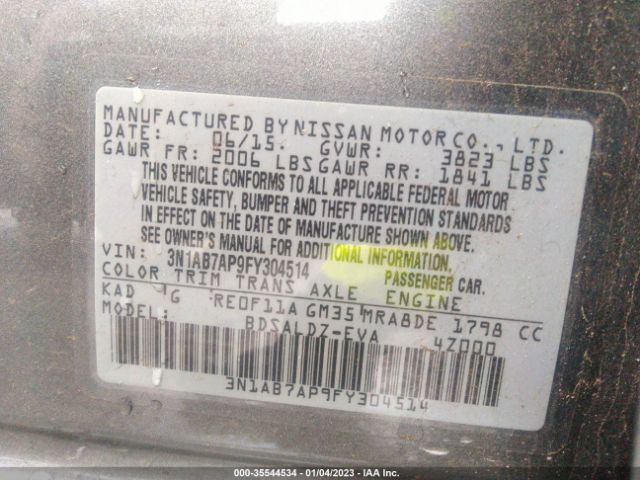 MANUFACTURED BY NISSAN MOTOR CO., LTD.
DATE: 06/15 GVWR: 3823 LBS
GAWR FR: 2006 LBS GAWR RR: 1841 LBS
THIS VEHICLE CONFORMS TO ALL APPLICABLE FEDERAL MOTOR
VEHICLE SAFETY, BUMPER AND THEFT PREVENTION STANDARDS
IN EFFECT ON THE DATE OF MANUFACTURE SHOWN ABOVE.
SEE OWNER'S MANUAL FOR ADDITIONAL INFORMATION.
VIN: 3N1AB7AP9FY304514 PASSENGER CAR.
COLOR TRIM TRANS AXLE ENGINE
KAD G RE0F11A GM35 MRA8DE 1798 CC
MODEL: BDSALDZ-EVA 4Z000
3N1AB7AP9FY304514
000-35544534 - 01/04/2023 - IAA Inc.